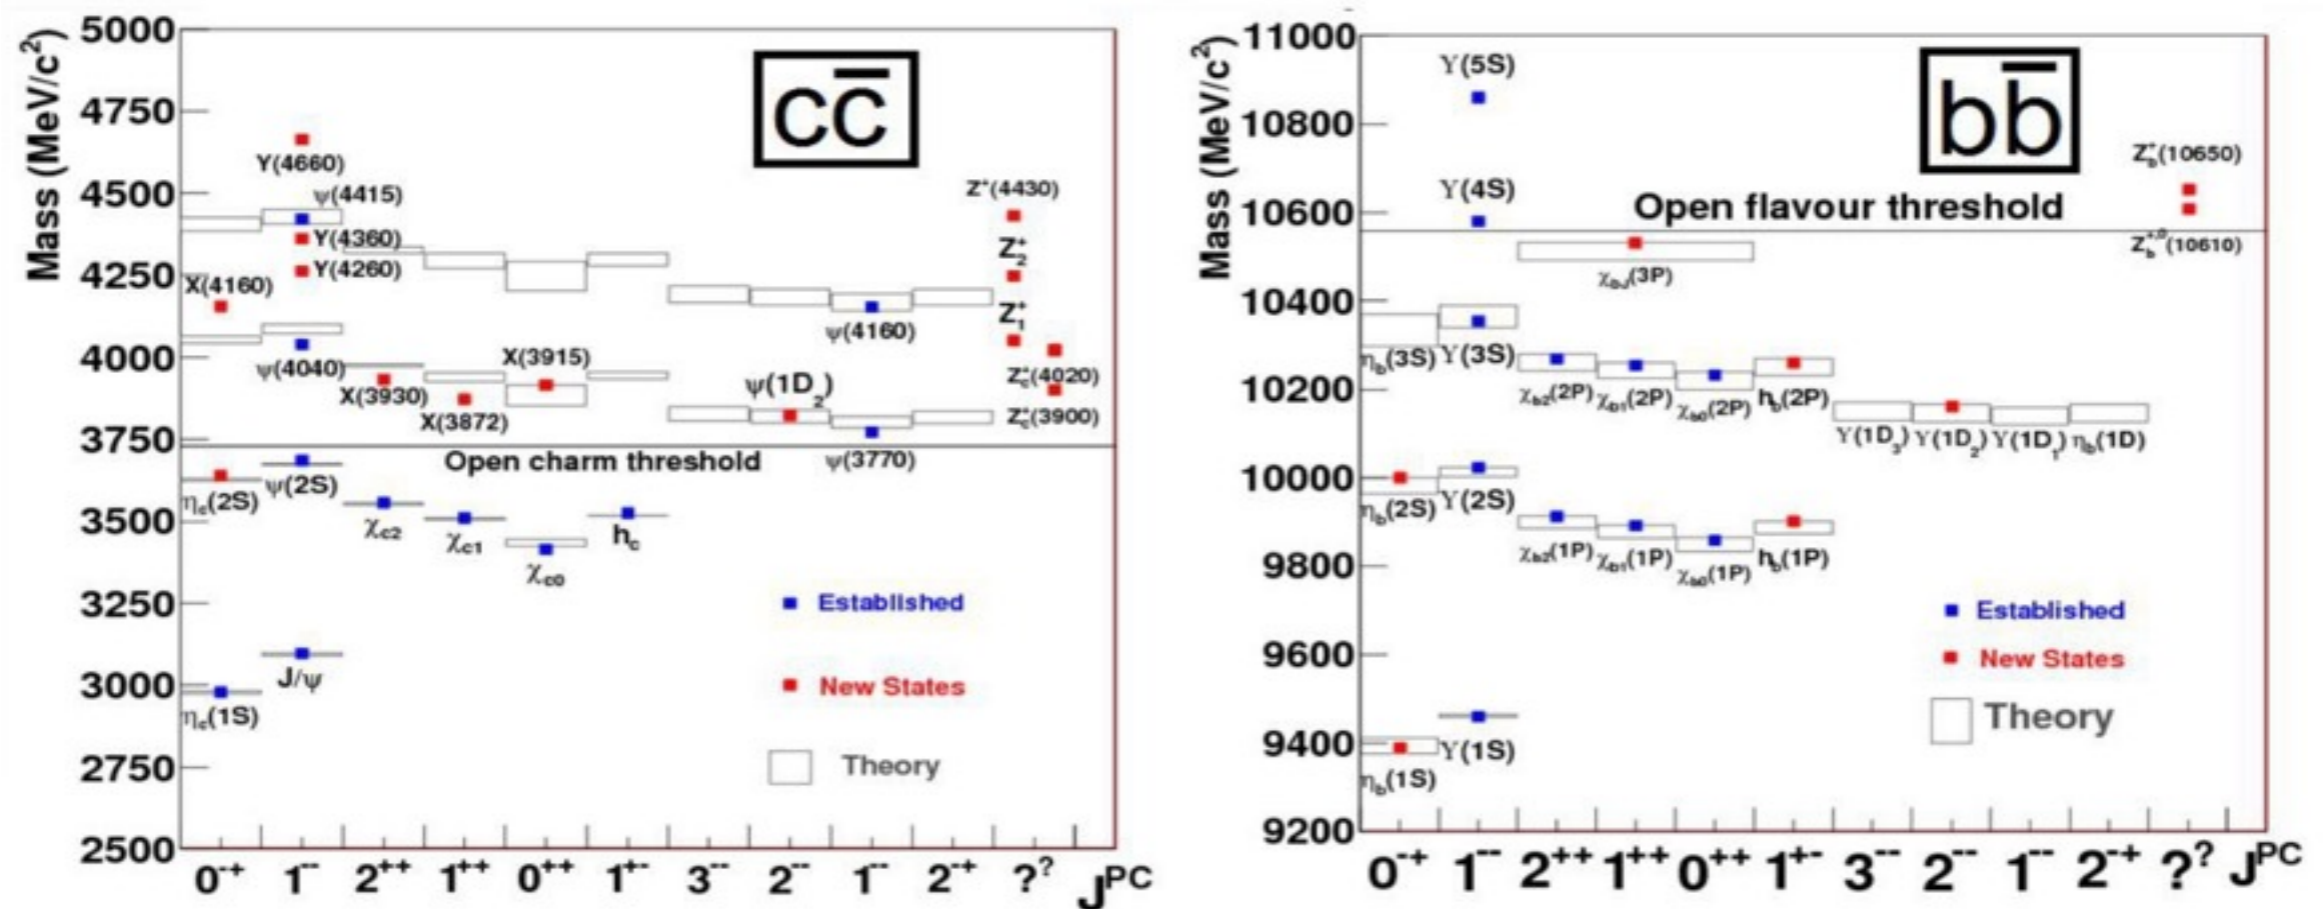 Mass (MeV/c²)
5000
4750
4500
4250
4000
3750
3500
3250
3000
2750
2500
cc̅
Y(4660)
ψ(4415)
Y(4360)
Y(4260)
X(4160)
ψ(4040)
X(3930)
X(3872)
X(3915)
ψ(1D₂)
ψ(4160)
ψ(3770)
Z⁺(4430)
Z₂⁺
Z₁⁺
Z꜀⁺(4020)
Z꜀⁺(3900)
Open charm threshold
η꜀(2S)
ψ(2S)
χ꜀₂
χ꜀₁
χ꜀₀
h꜀
J/ψ
η꜀(1S)
Established
New States
Theory
0⁻⁺ 1⁻⁻ 2⁺⁺ 1⁺⁺ 0⁺⁺ 1⁺⁻ 3⁻⁻ 2⁻⁻ 1⁻⁻ 2⁻⁺ ?? Jᴾꟲ
Mass (MeV/c²)
11000
10800
10600
10400
10200
10000
9800
9600
9400
9200
bb̅
Υ(5S)
Υ(4S)
Z_b⁺(10650)
Open flavour threshold
Z_b⁺,⁰(10610)
χ_bJ(3P)
η_b(3S) Υ(3S)
χ_b2(2P) χ_b1(2P) χ_b0(2P) h_b(2P)
Υ(1D₃) Υ(1D₂) Υ(1D₁) η_b(1D)
η_b(2S) Υ(2S)
χ_b2(1P) χ_b1(1P) χ_b0(1P) h_b(1P)
Established
New States
Theory
Υ(1S)
η_b(1S)
0⁻⁺ 1⁻⁻ 2⁺⁺ 1⁺⁺ 0⁺⁺ 1⁺⁻ 3⁻⁻ 2⁻⁻ 1⁻⁻ 2⁻⁺ ?? Jᴾꟲ